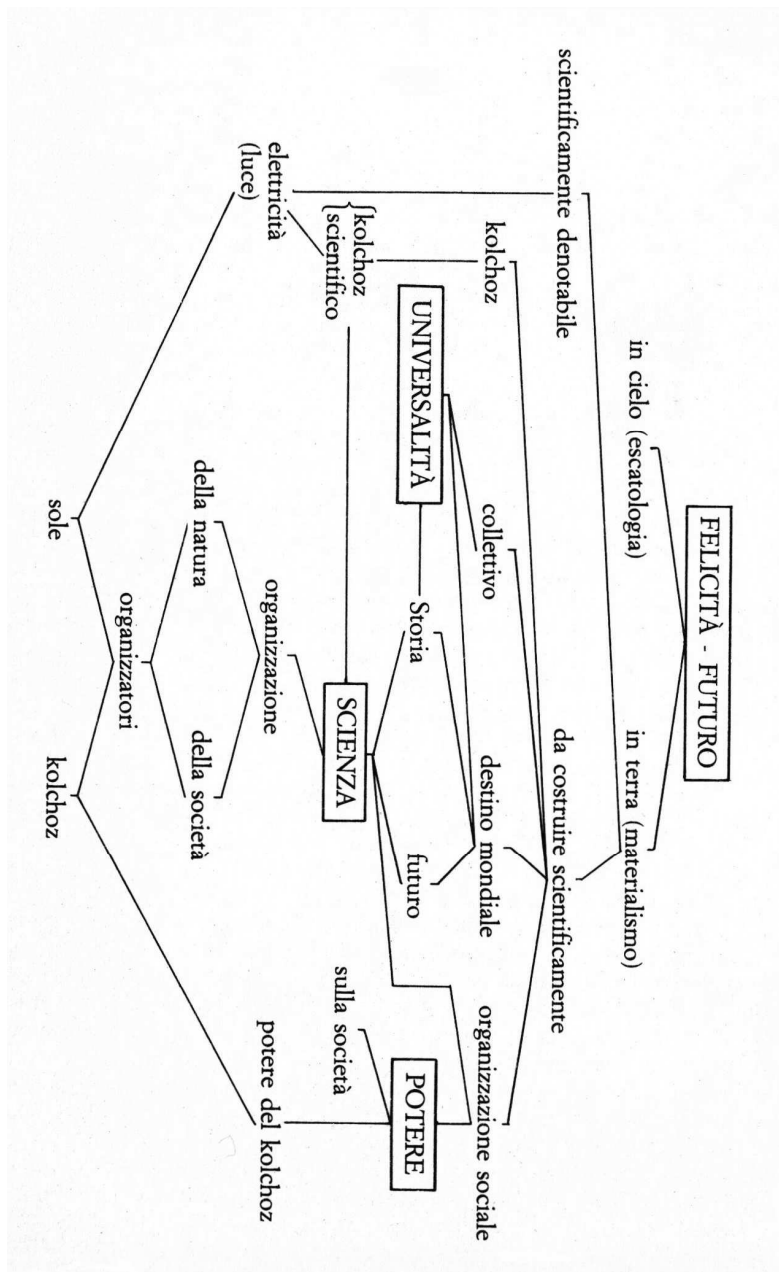 FELICITÀ - FUTURO
in cielo (escatologia)
in terra (materialismo)
scientificamente denotabile
da costruire scientificamente
kolchoz
collettivo
destino mondiale
organizzazione sociale
UNIVERSALITÀ
Storia
futuro
POTERE
kolchoz
scientifico
SCIENZA
sulla società
elettricità
(luce)
organizzazione
potere del kolchoz
della natura
della società
organizzatori
sole
kolchoz